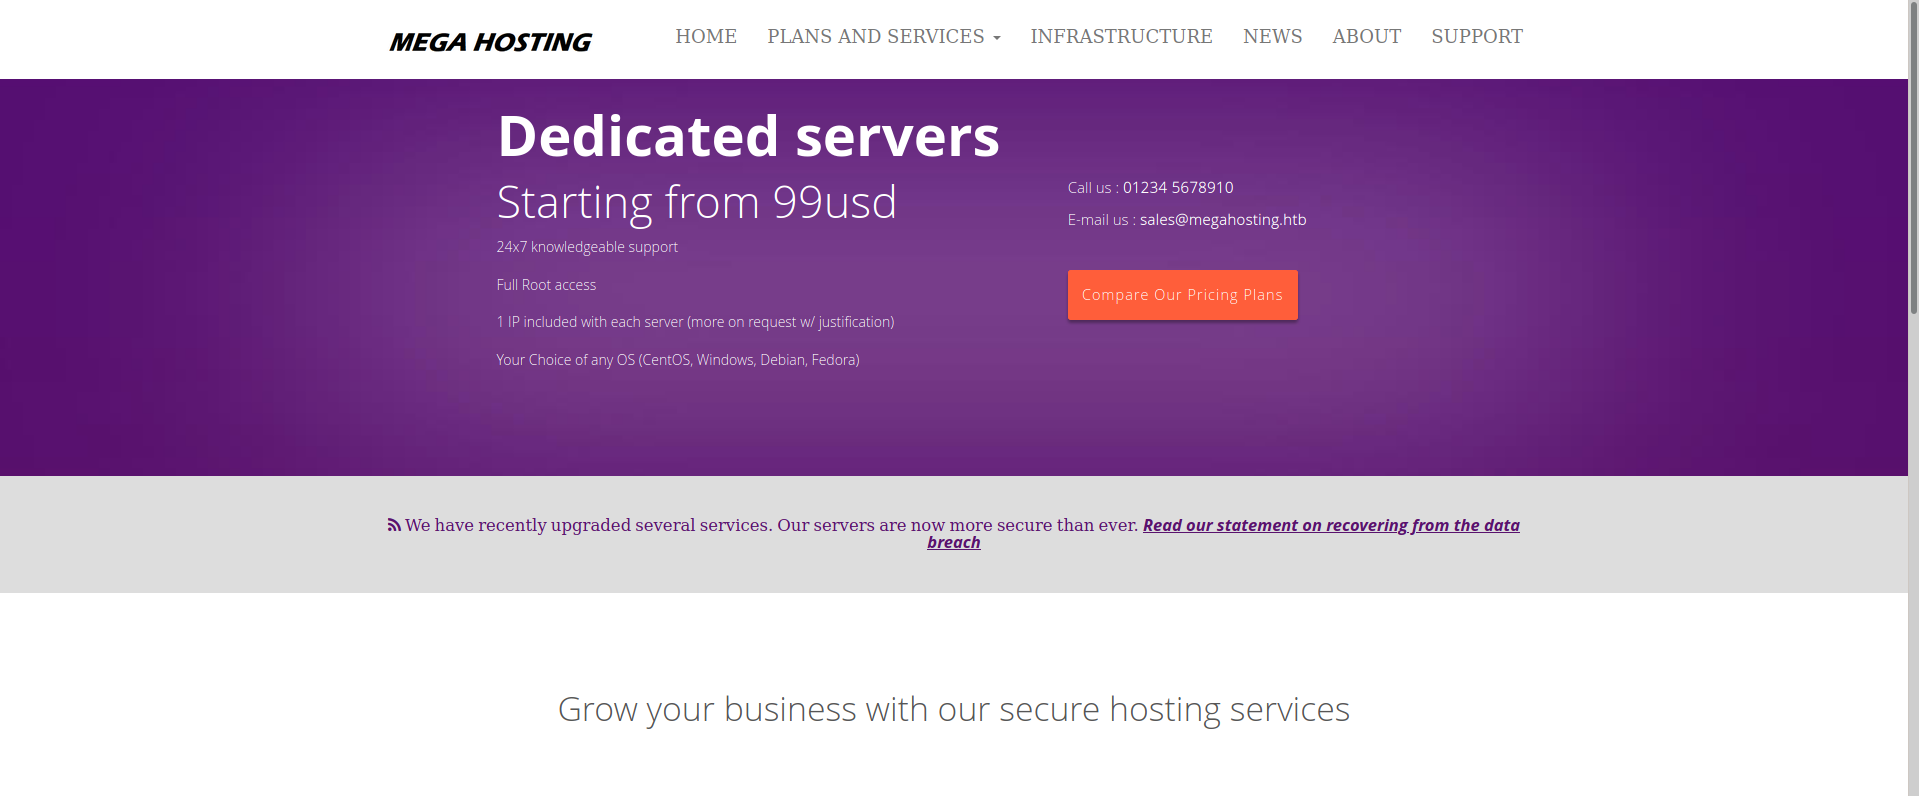 MEGA HOSTING
HOME PLANS AND SERVICES INFRASTRUCTURE NEWS ABOUT SUPPORT
Dedicated servers
Starting from 99usd
24x7 knowledgeable support
Full Root access
1 IP included with each server (more on request w/ justification)
Your Choice of any OS (CentOS, Windows, Debian, Fedora)
Call us : 01234 5678910
E-mail us : sales@megahosting.htb
Compare Our Pricing Plans
We have recently upgraded several services. Our servers are now more secure than ever. Read our statement on recovering from the data
breach
Grow your business with our secure hosting services